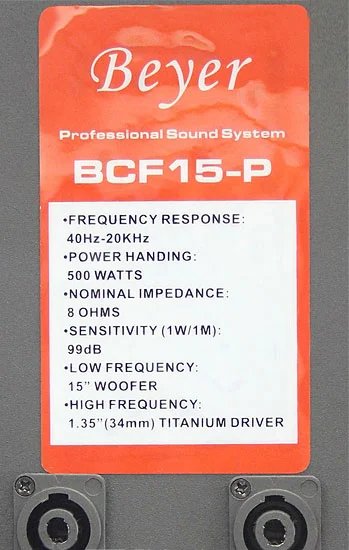 Beyer
Professional Sound System
BCF15-P
•FREQUENCY RESPONSE:
40Hz-20KHz
•POWER HANDING:
500 WATTS
•NOMINAL IMPEDANCE:
8 OHMS
•SENSITIVITY (1W/1M):
99dB
•LOW FREQUENCY:
15” WOOFER
•HIGH FREQUENCY:
1.35”(34mm) TITANIUM DRIVER